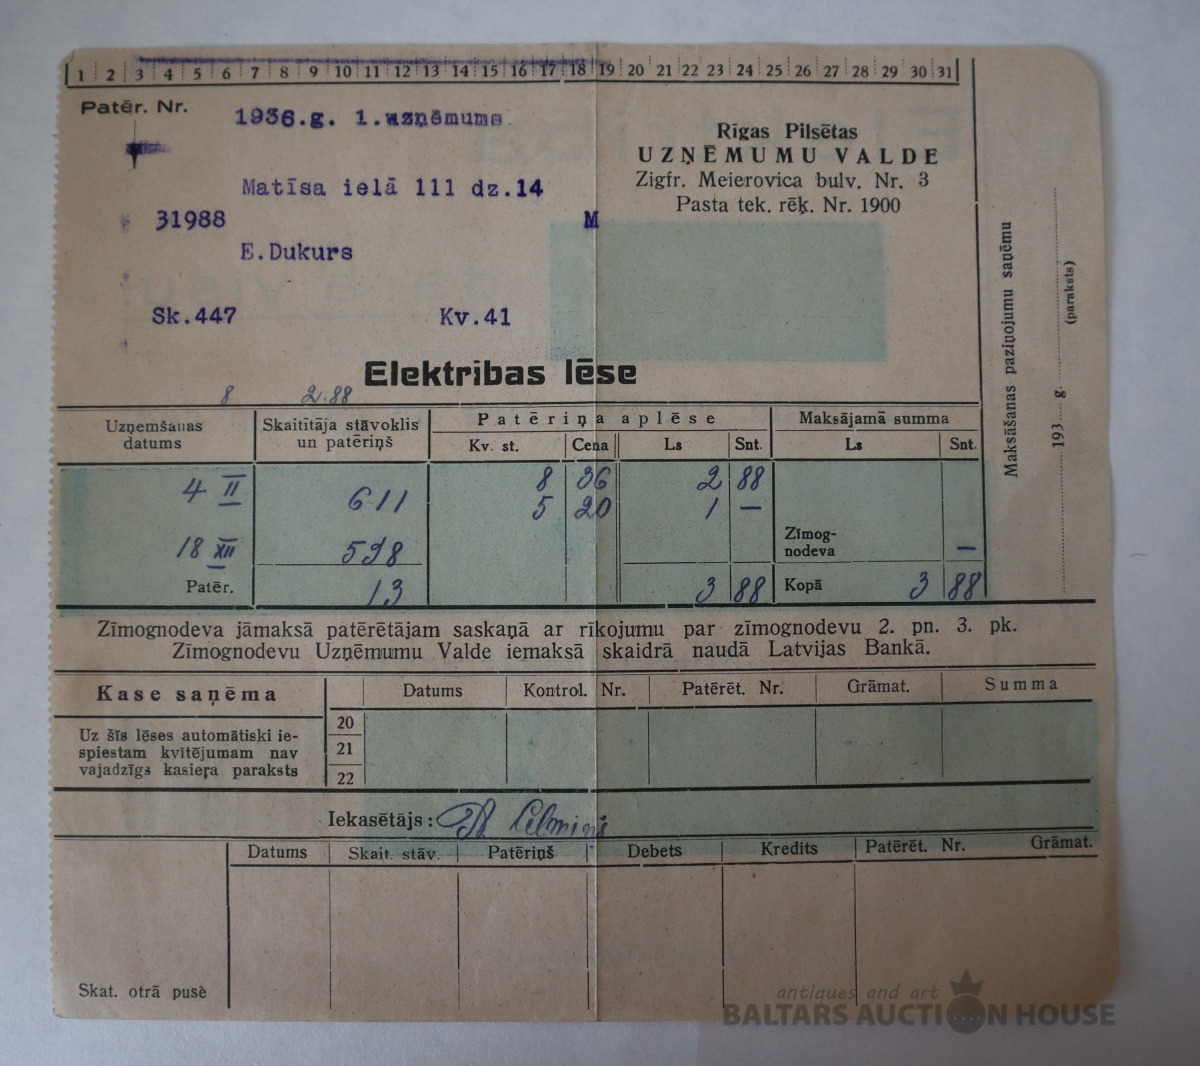 1 2 3 4 5 6 7 8 9 10 11 12 13 14 15 16 17 18 19 20 21 22 23 24 25 26 27 28 29 30 31
Patēr. Nr.
1936.g. 1.uzņēmums
Rīgas Pilsētas
UZŅĒMUMU VALDE
Zigfr. Meierovica bulv. Nr. 3
Pasta tek. rēķ. Nr. 1900
Matīsa ielā 111 dz.14
31988 M
E.Dukurs
Sk.447 Kv.41
Elektrības lēse
8 2.88
Uzņemšanas datums
Skaitītāja stāvoklis un patēriņš
Patēriņa aplēse
Kv. st. Cena Ls Snt.
Maksājamā summa
Ls Snt.
4 II 611 8 36 2 88
5 20 1 —
18 XII 598 Zīmog-
nodeva —
Patēr. 13 3 88 Kopā 3 88
Maksāšanas paziņojumu saņēmu
193 g.
(paraksts)
Zīmognodeva jāmaksā patērētājam saskaņā ar rīkojumu par zīmognodevu 2. pn. 3. pk.
Zīmognodevu Uzņēmumu Valde iemaksā skaidrā naudā Latvijas Bankā.
Kase saņēma
Datums Kontrol. Nr. Patērēt. Nr. Grāmat. Summa
Uz šīs lēses automātiski ie-
spiestam kvītējumam nav
vajadzīgs kasieŗa paraksts
20
21
22
Iekasētājs:
Datums Skait. stāv. Patēriņš Debets Kredits Patērēt. Nr. Grāmat.
Skat. otrā pusè
antiques and art
BALTARS AUCTION HOUSE